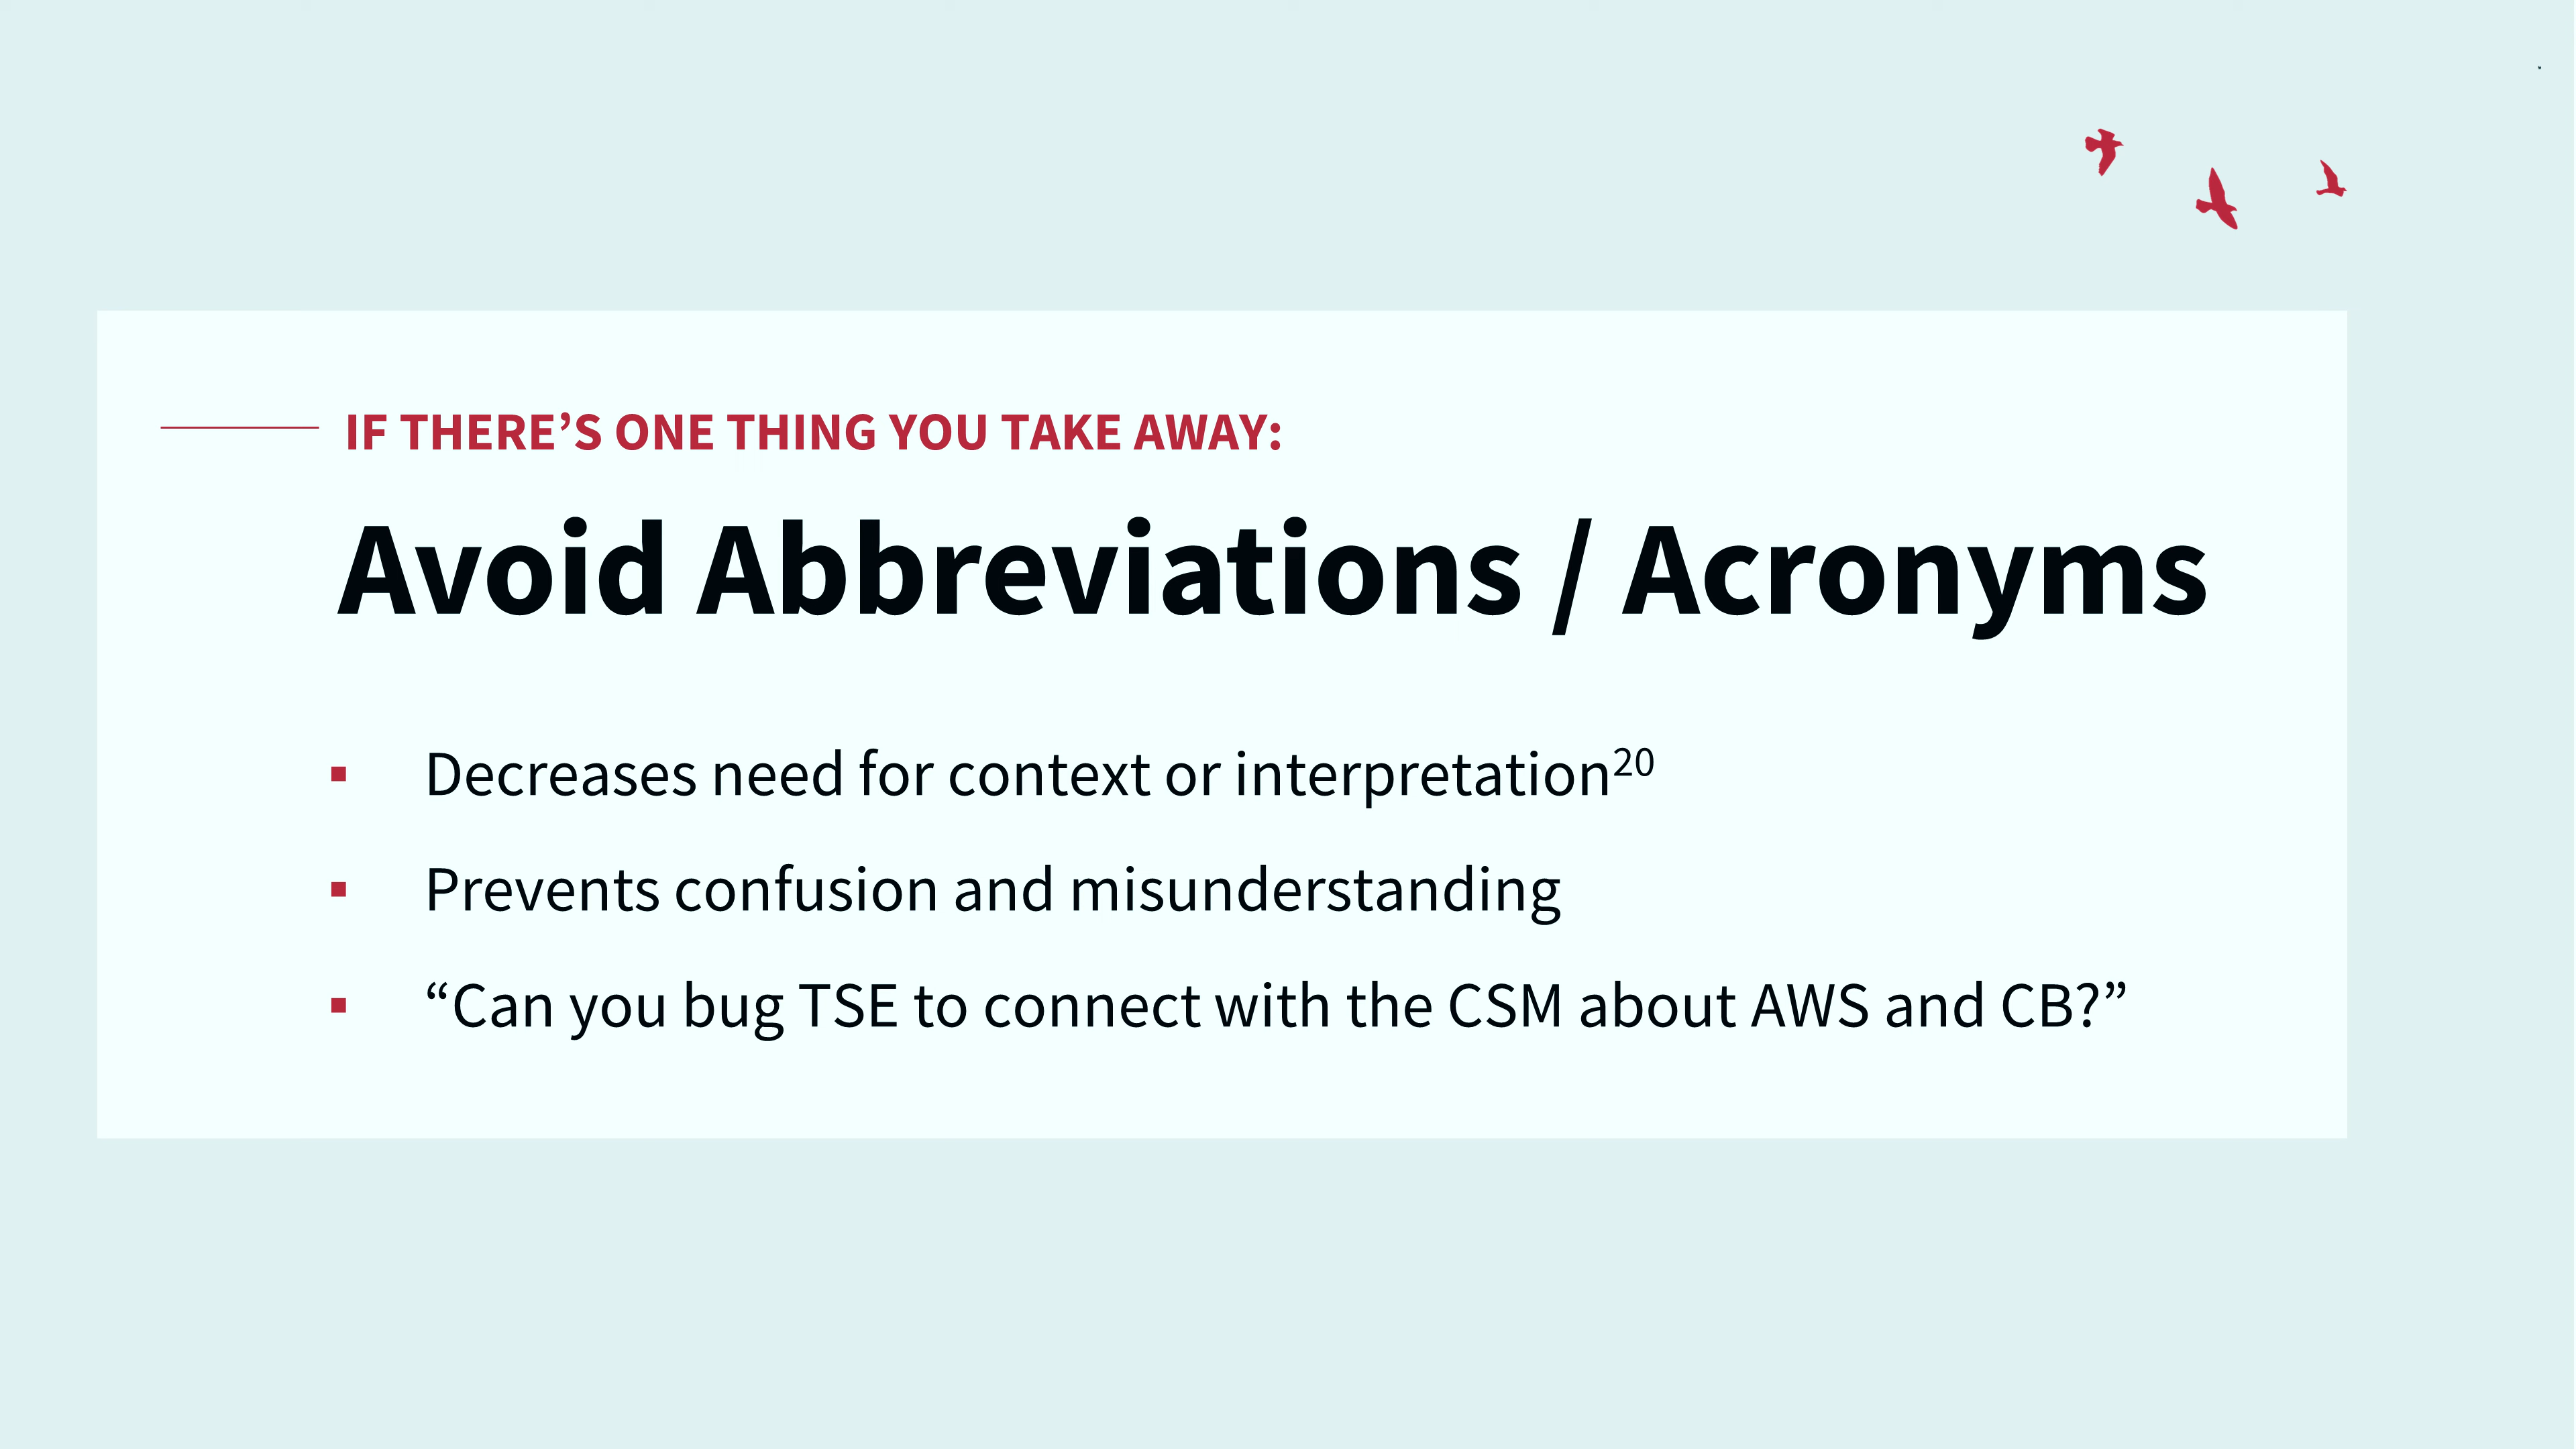 IF THERE’S ONE THING YOU TAKE AWAY:
Avoid Abbreviations / Acronyms
▪ Decreases need for context or interpretation²⁰
▪ Prevents confusion and misunderstanding
▪ “Can you bug TSE to connect with the CSM about AWS and CB?”